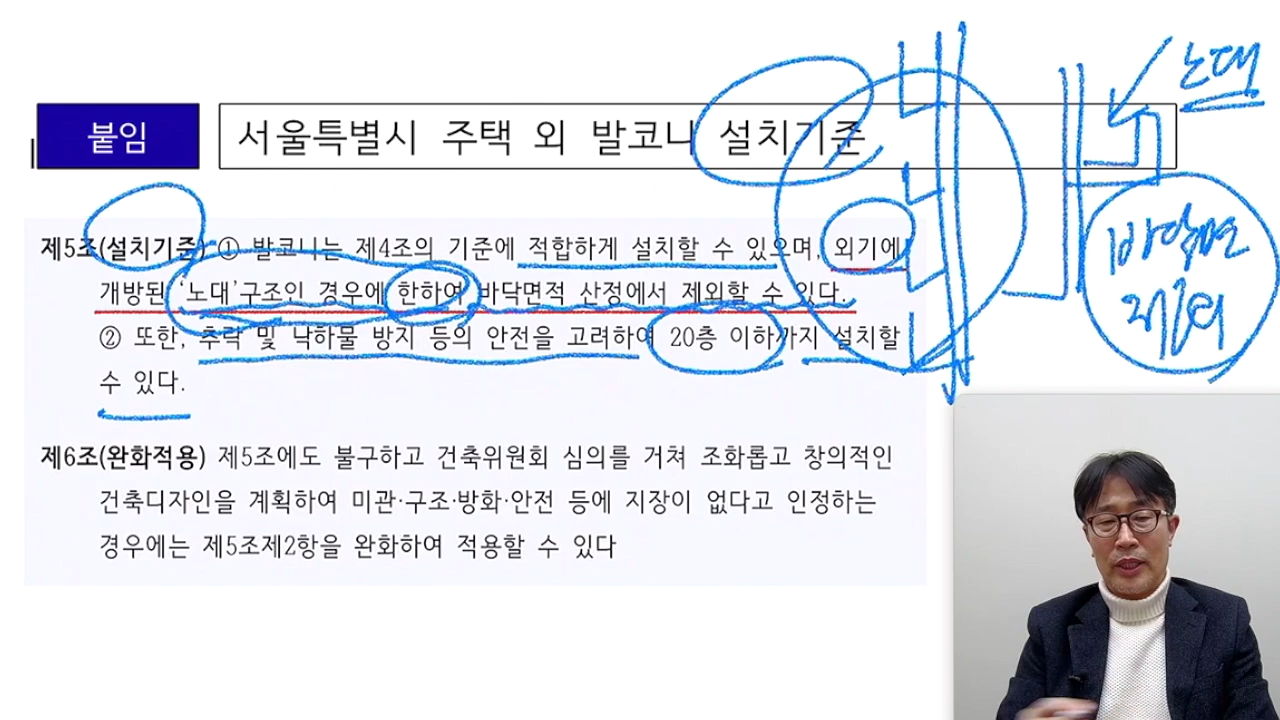 붙임
서울특별시 주택 외 발코니 설치기준
노대
제5조(설치기준) ① 발코니는 제4조의 기준에 적합하게 설치할 수 있으며, 외기에
개방된 '노대'구조인 경우에 한하여 바닥면적 산정에서 제외할 수 있다.
② 또한, 추락 및 낙하물 방지 등의 안전을 고려하여 20층 이하까지 설치할
수 있다.
바닥면
제외
제6조(완화적용) 제5조에도 불구하고 건축위원회 심의를 거쳐 조화롭고 창의적인
건축디자인을 계획하여 미관·구조·방화·안전 등에 지장이 없다고 인정하는
경우에는 제5조제2항을 완화하여 적용할 수 있다